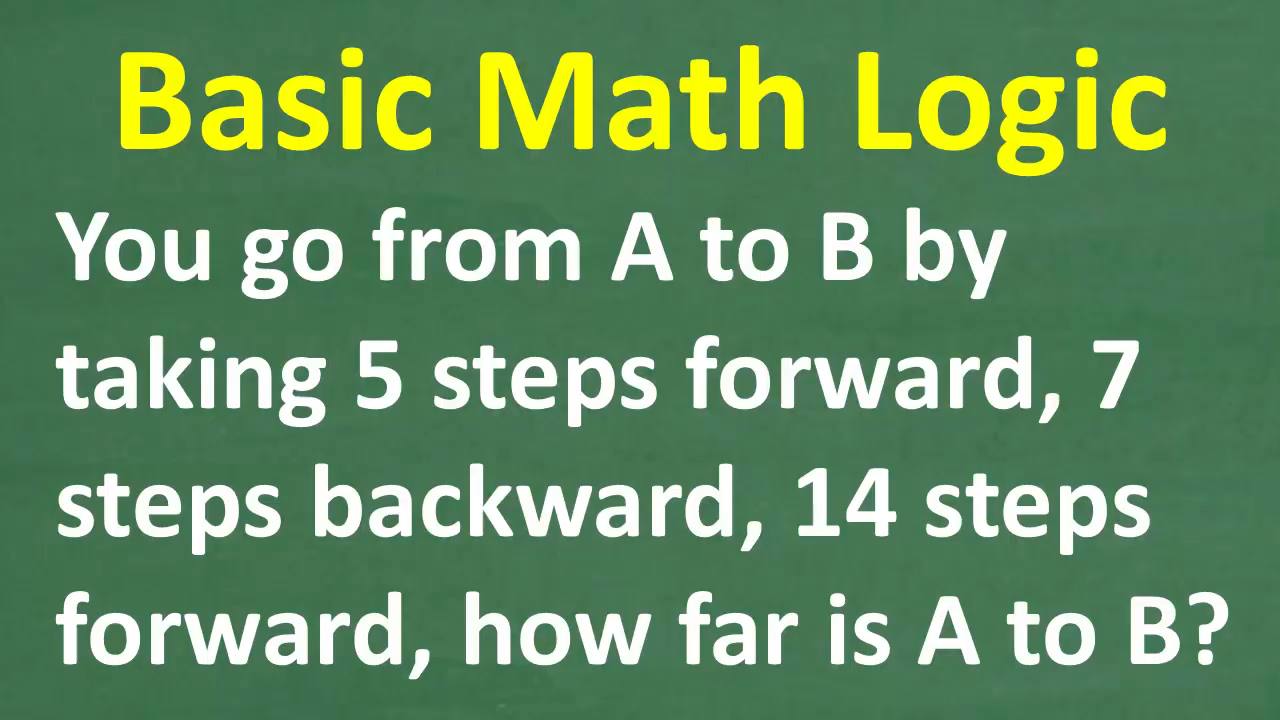 Basic Math Logic
You go from A to B by
taking 5 steps forward, 7
steps backward, 14 steps
forward, how far is A to B?